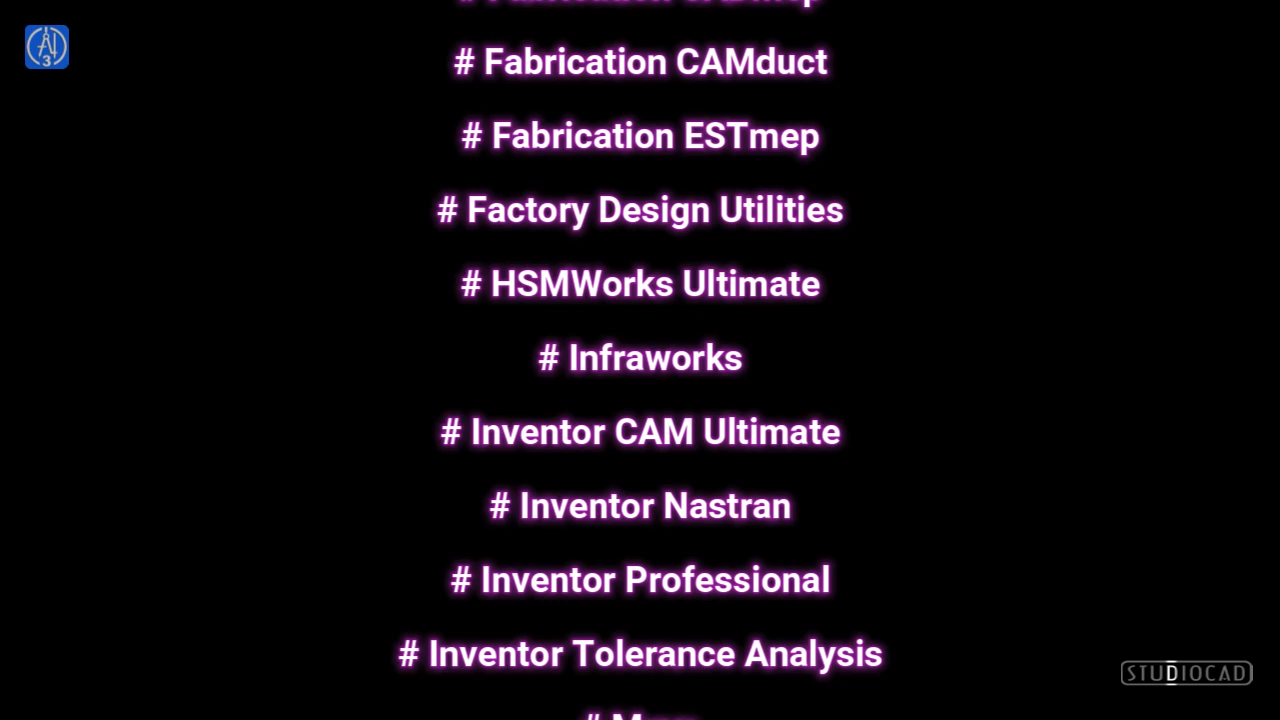 # Fabrication CAMduct
# Fabrication ESTmep
# Factory Design Utilities
# HSMWorks Ultimate
# Infraworks
# Inventor CAM Ultimate
# Inventor Nastran
# Inventor Professional
# Inventor Tolerance Analysis
STUDIOCAD